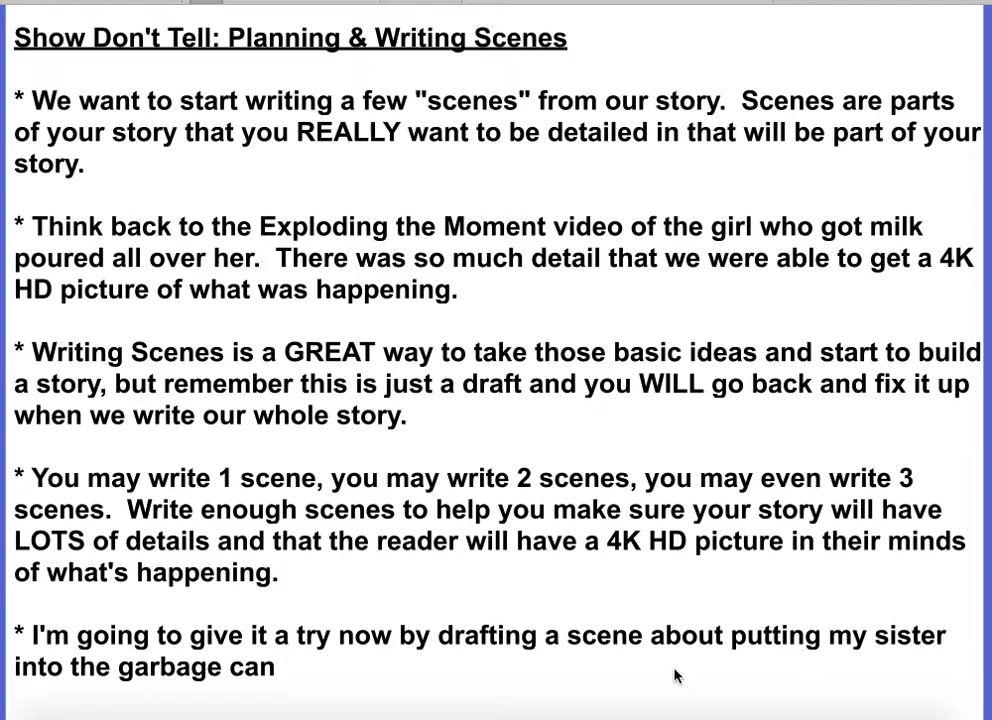 Show Don't Tell: Planning & Writing Scenes
* We want to start writing a few "scenes" from our story.  Scenes are parts
of your story that you REALLY want to be detailed in that will be part of your
story.
* Think back to the Exploding the Moment video of the girl who got milk
poured all over her.  There was so much detail that we were able to get a 4K
HD picture of what was happening.
* Writing Scenes is a GREAT way to take those basic ideas and start to build
a story, but remember this is just a draft and you WILL go back and fix it up
when we write our whole story.
* You may write 1 scene, you may write 2 scenes, you may even write 3
scenes.  Write enough scenes to help you make sure your story will have
LOTS of details and that the reader will have a 4K HD picture in their minds
of what's happening.
* I'm going to give it a try now by drafting a scene about putting my sister
into the garbage can